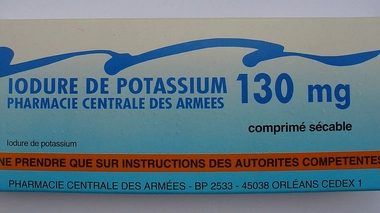 IODURE DE POTASSIUM 130 mg
PHARMACIE CENTRALE DES ARMEES
comprimé sécable
Iodure de potassium
NE PRENDRE QUE SUR INSTRUCTIONS DES AUTORITES COMPETENTES
PHARMACIE CENTRALE DES ARMÉES - BP 2533 - 45038 ORLÉANS CEDEX 1